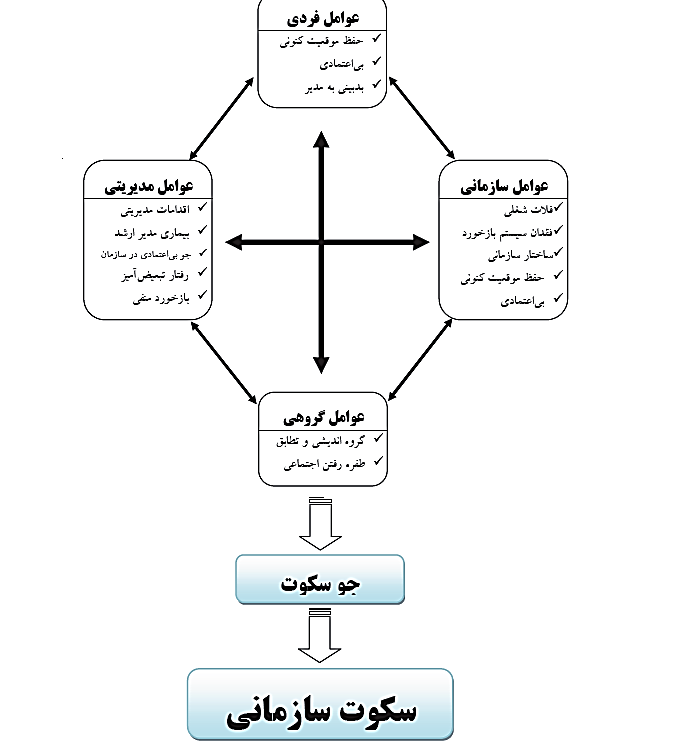 عوامل فردی
حفظ موقعیت کنونی
بی‌اعتمادی
بدبینی به مدیر
عوامل سازمانی
فلات شغلی
فقدان سیستم بازخورد
ساختار سازمانی
حفظ موقعیت کنونی
بی‌اعتمادی
عوامل مدیریتی
اقدامات مدیریتی
بیماری مدیر ارشد
جو بی‌اعتمادی در سازمان
رفتار تبعیض‌آمیز
بازخورد منفی
عوامل گروهی
گروه اندیشی و تطابق
طفره رفتن اجتماعی
جو سکوت
سکوت سازمانی